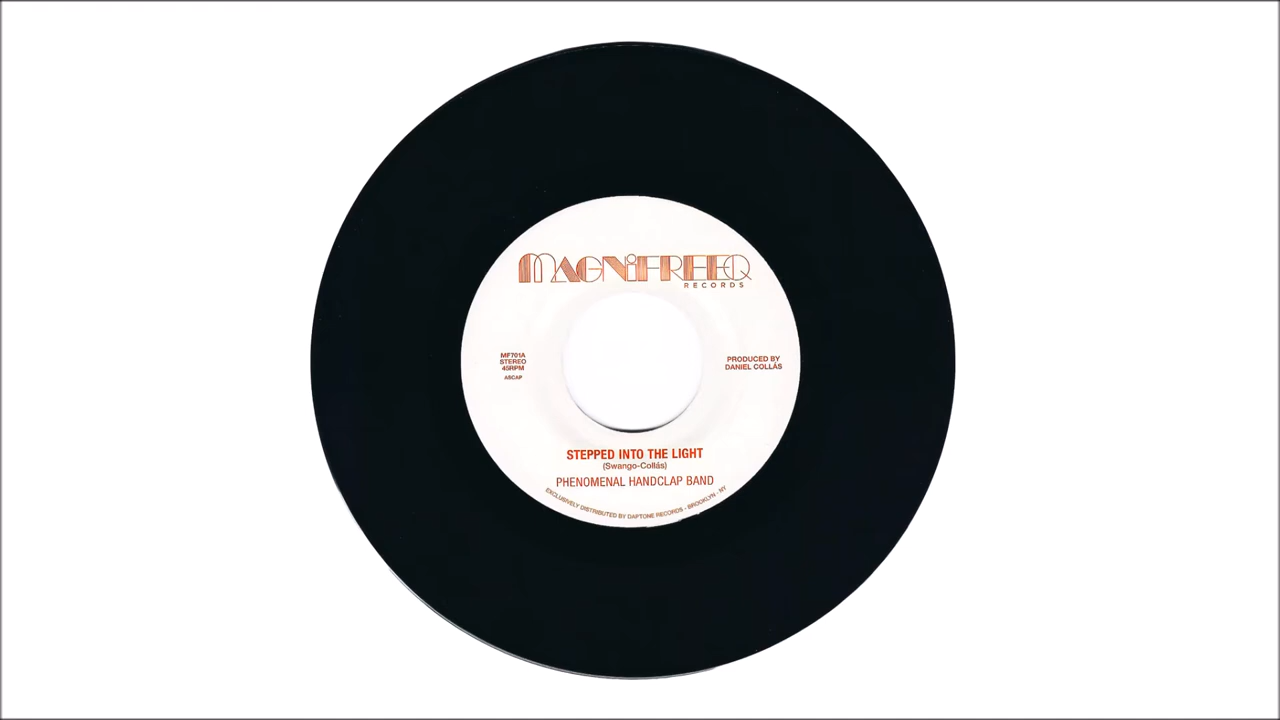 MAGNIFREEQ
RECORDS
MF701A
STEREO
45RPM
ASCAP
PRODUCED BY
DANIEL COLLÁS
STEPPED INTO THE LIGHT
(Swango-Collás)
PHENOMENAL HANDCLAP BAND
EXCLUSIVELY DISTRIBUTED BY DAPTONE RECORDS - BROOKLYN - NY